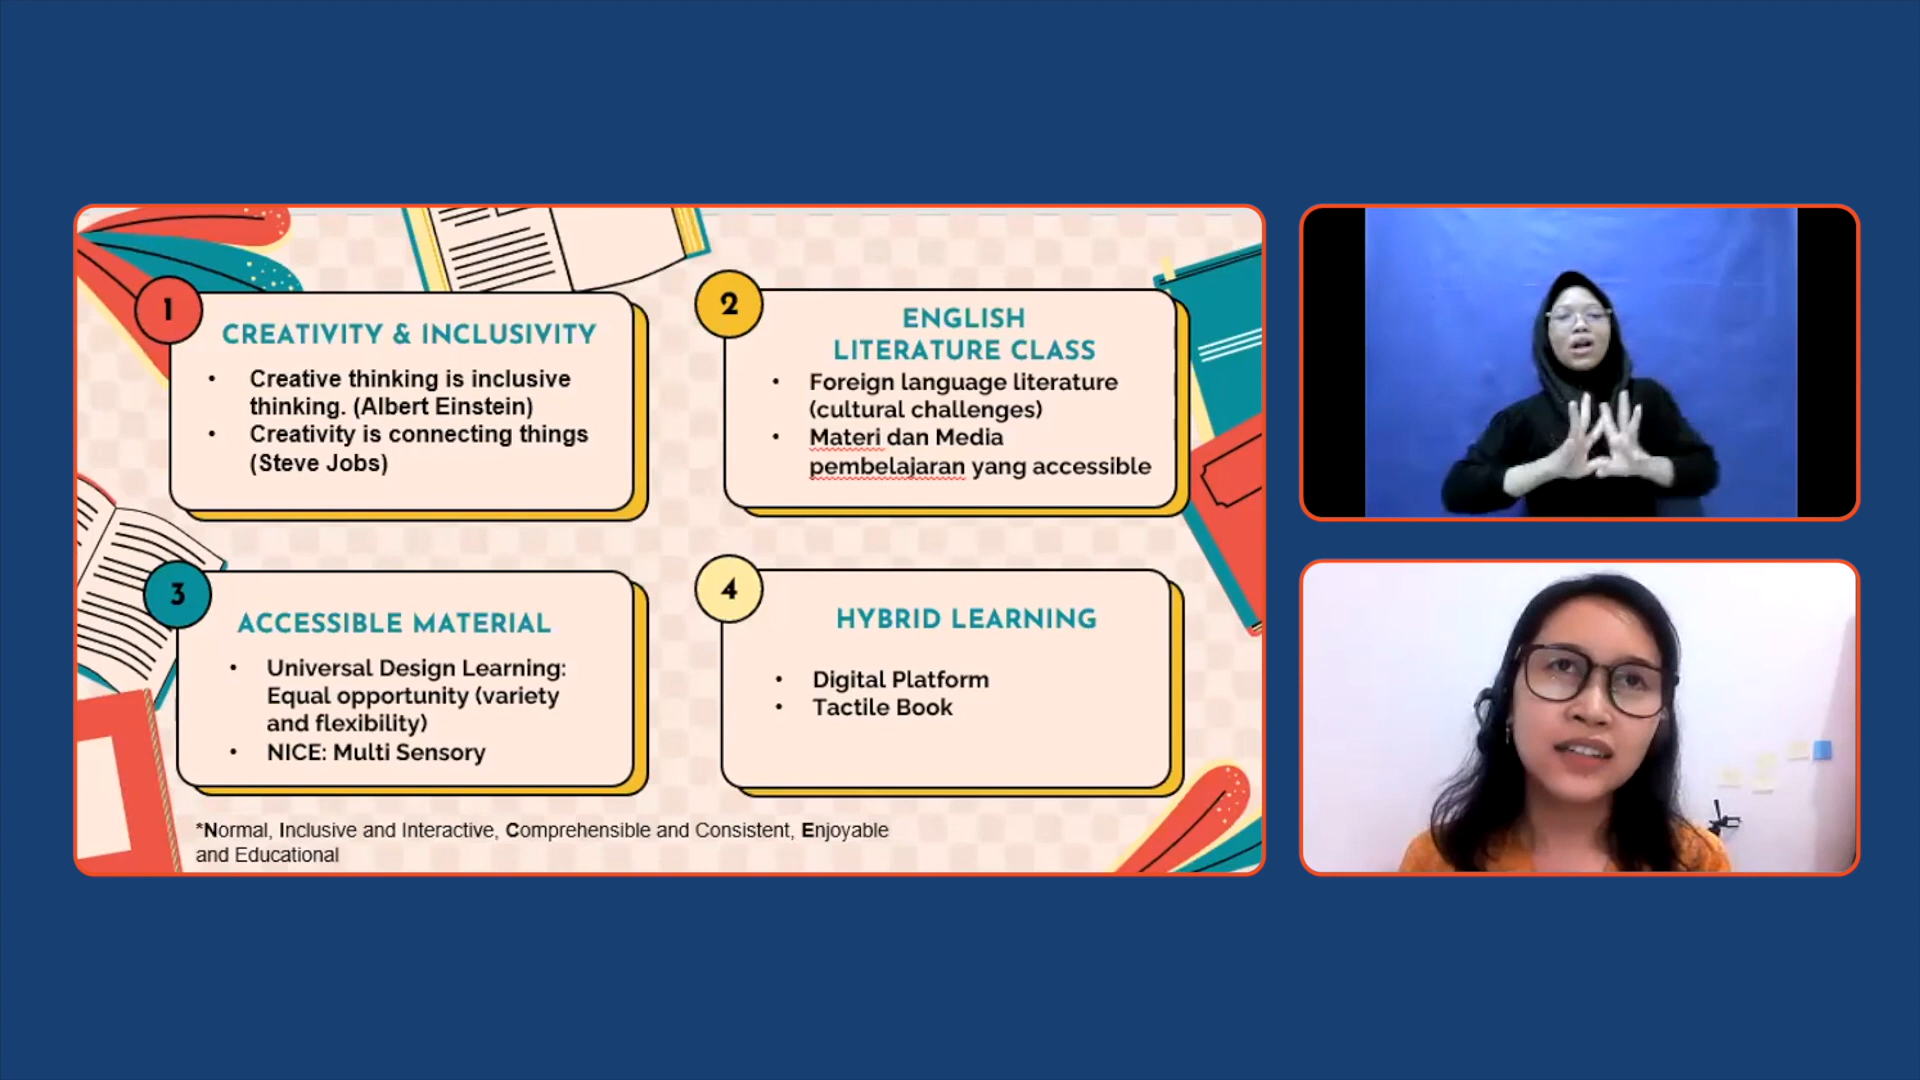 1
CREATIVITY & INCLUSIVITY
• Creative thinking is inclusive
thinking. (Albert Einstein)
• Creativity is connecting things
(Steve Jobs)
2
ENGLISH
LITERATURE CLASS
• Foreign language literature
(cultural challenges)
• Materi dan Media
pembelajaran yang accessible
3
ACCESSIBLE MATERIAL
• Universal Design Learning:
Equal opportunity (variety
and flexibility)
• NICE: Multi Sensory
4
HYBRID LEARNING
• Digital Platform
• Tactile Book
*Normal, Inclusive and Interactive, Comprehensible and Consistent, Enjoyable
and Educational